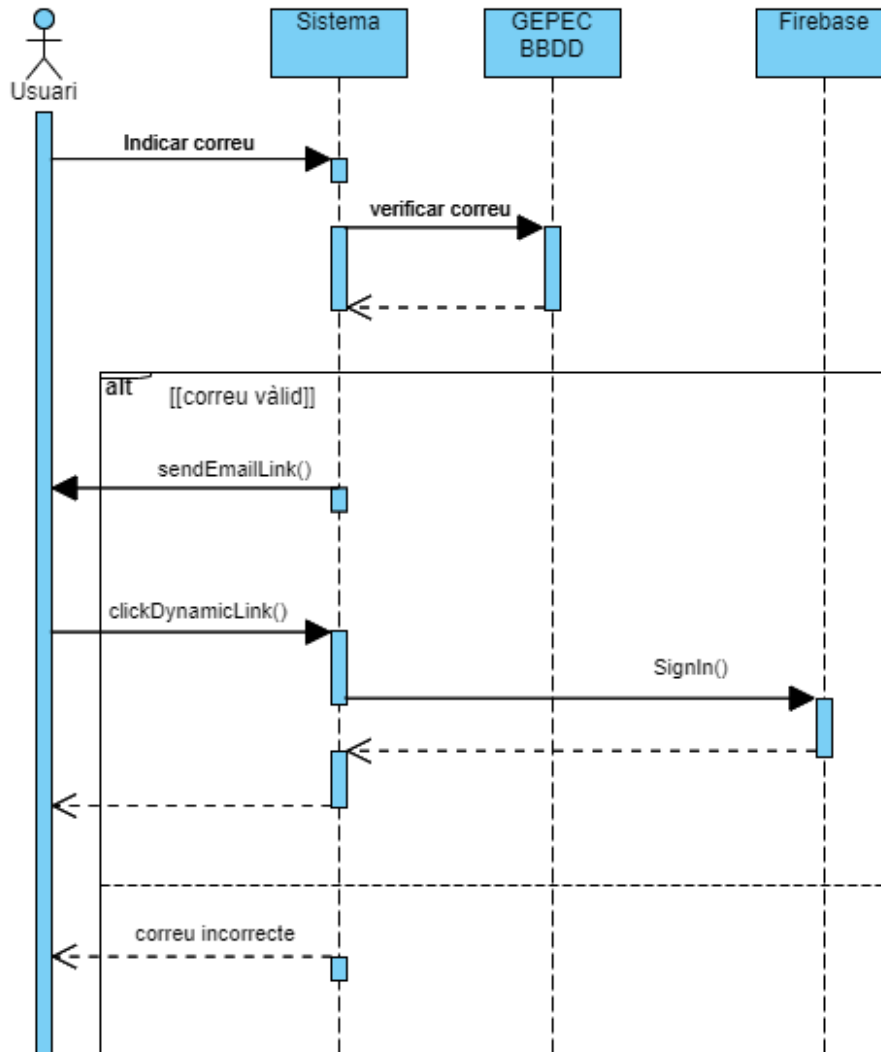 Usuari
Sistema
GEPEC
BBDD
Firebase
Indicar correu
verificar correu
alt
[[correu vàlid]]
sendEmailLink()
clickDynamicLink()
SignIn()
correu incorrecte